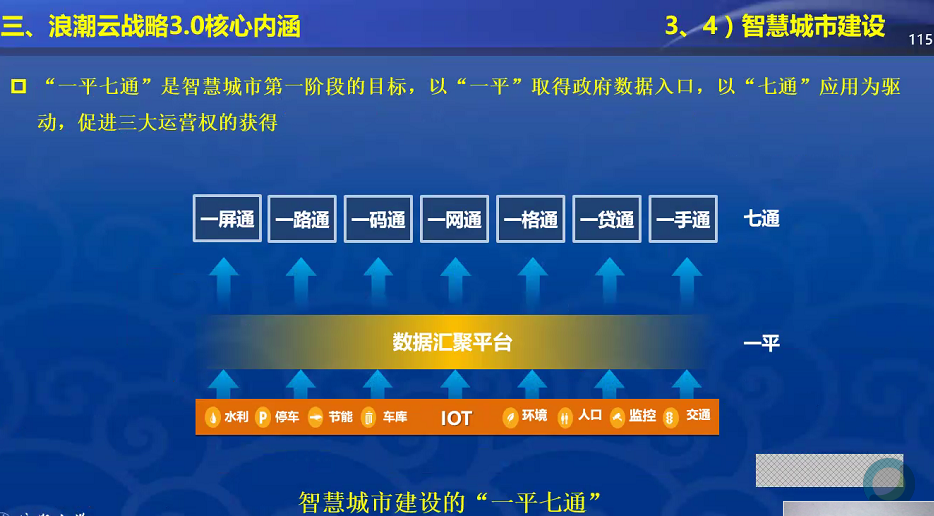 三、浪潮云战略3.0核心内涵
3、4）智慧城市建设
115
“一平七通”是智慧城市第一阶段的目标，以“一平”取得政府数据入口，以“七通”应用为驱
动，促进三大运营权的获得
一屏通 一路通 一码通 一网通 一格通 一贷通 一手通 七通
数据汇聚平台 一平
水利 P 停车 节能 车库 IOT 环境 人口 监控 交通
智慧城市建设的“一平七通”